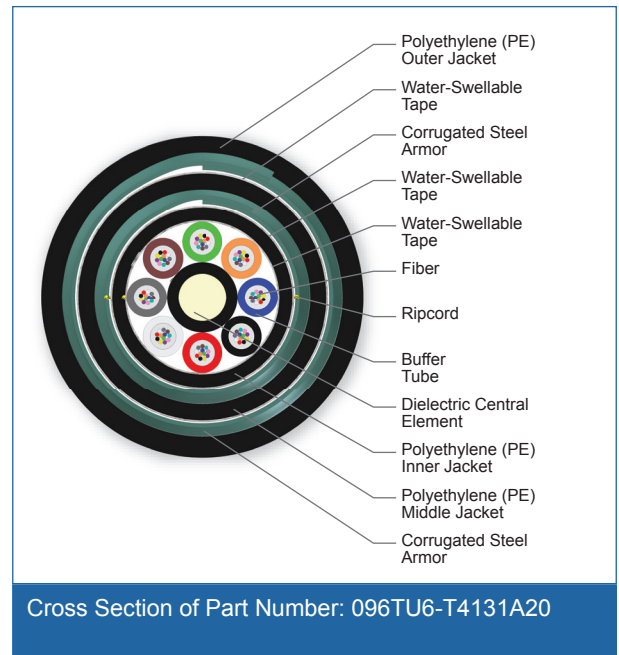 Polyethylene (PE)
Outer Jacket
Water-Swellable
Tape
Corrugated Steel
Armor
Water-Swellable
Tape
Water-Swellable
Tape
Fiber
Ripcord
Buffer
Tube
Dielectric Central
Element
Polyethylene (PE)
Inner Jacket
Polyethylene (PE)
Middle Jacket
Corrugated Steel
Armor
Cross Section of Part Number: 096TU6-T4131A20